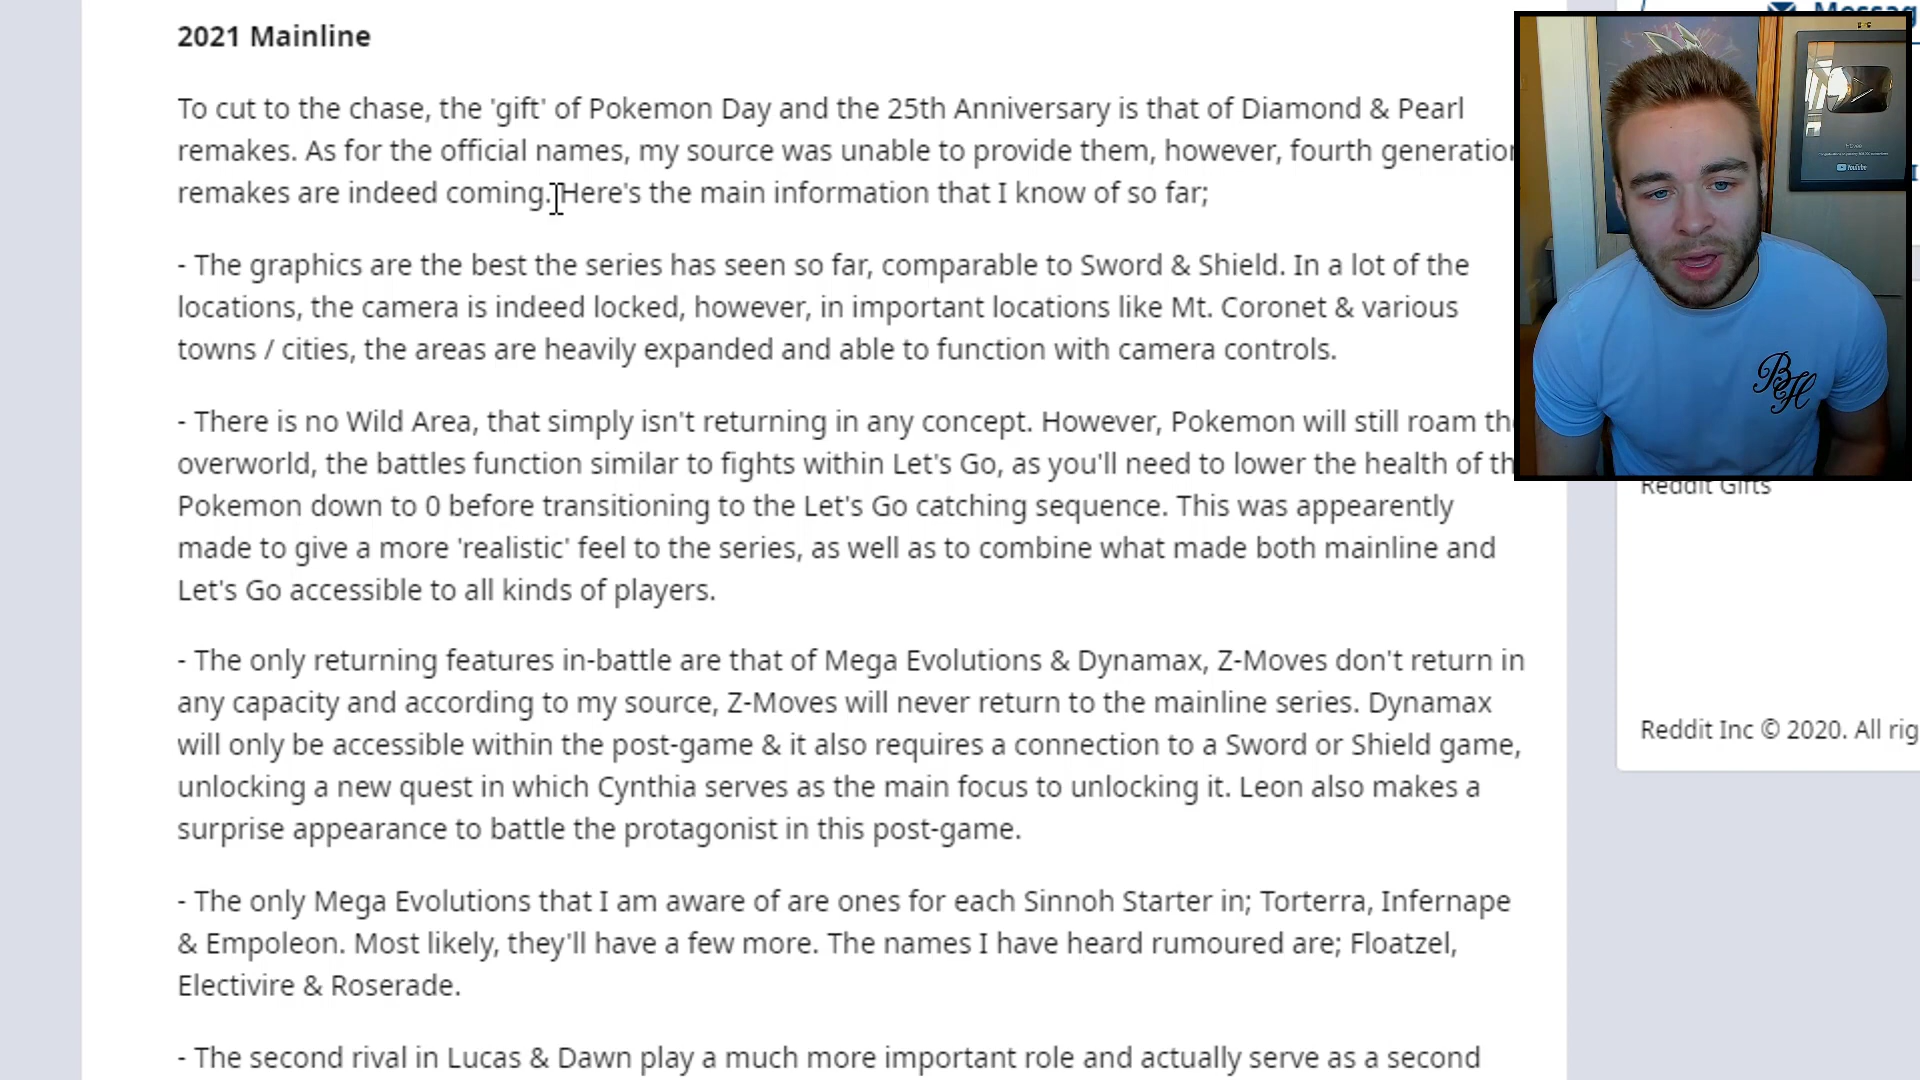 2021 Mainline
To cut to the chase, the 'gift' of Pokemon Day and the 25th Anniversary is that of Diamond & Pearl
remakes. As for the official names, my source was unable to provide them, however, fourth generation
remakes are indeed coming. Here's the main information that I know of so far;
- The graphics are the best the series has seen so far, comparable to Sword & Shield. In a lot of the
locations, the camera is indeed locked, however, in important locations like Mt. Coronet & various
towns / cities, the areas are heavily expanded and able to function with camera controls.
- There is no Wild Area, that simply isn't returning in any concept. However, Pokemon will still roam th
overworld, the battles function similar to fights within Let's Go, as you'll need to lower the health of th
Pokemon down to 0 before transitioning to the Let's Go catching sequence. This was appearently
made to give a more 'realistic' feel to the series, as well as to combine what made both mainline and
Let's Go accessible to all kinds of players.
- The only returning features in-battle are that of Mega Evolutions & Dynamax, Z-Moves don't return in
any capacity and according to my source, Z-Moves will never return to the mainline series. Dynamax
will only be accessible within the post-game & it also requires a connection to a Sword or Shield game,
unlocking a new quest in which Cynthia serves as the main focus to unlocking it. Leon also makes a
surprise appearance to battle the protagonist in this post-game.
- The only Mega Evolutions that I am aware of are ones for each Sinnoh Starter in; Torterra, Infernape
& Empoleon. Most likely, they'll have a few more. The names I have heard rumoured are; Floatzel,
Electivire & Roserade.
- The second rival in Lucas & Dawn play a much more important role and actually serve as a second
Messag
YouTube
BH
Reddit Gifts
Reddit Inc © 2020. All rig